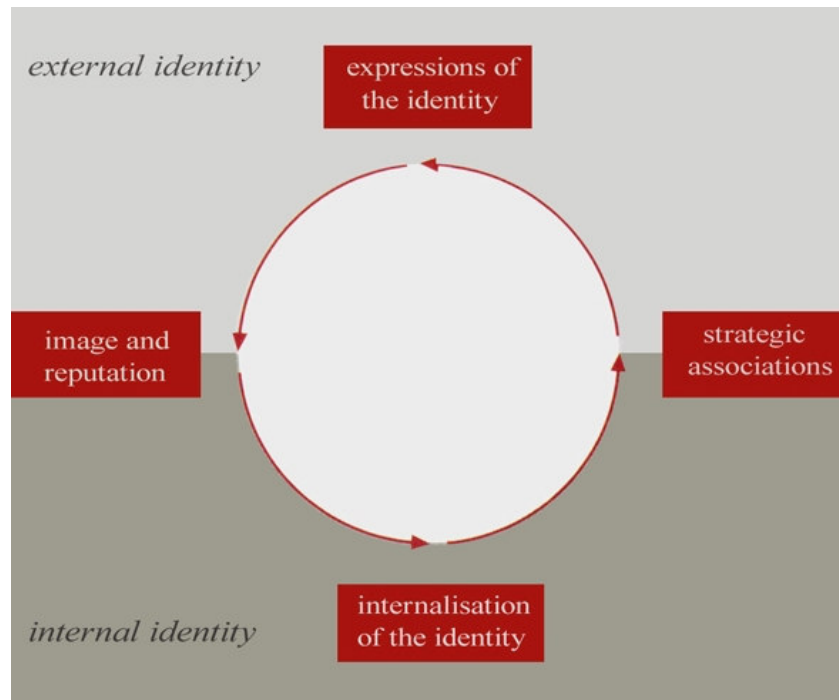 external identity
expressions of
the identity
image and
reputation
strategic
associations
internalisation
of the identity
internal identity